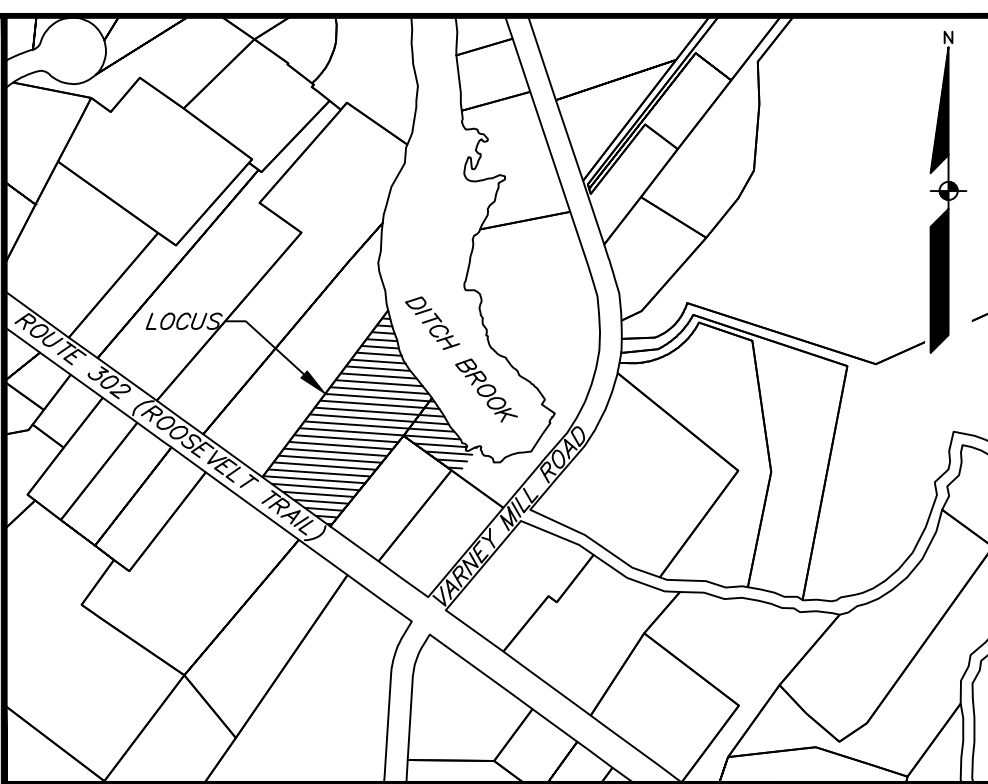 N
LOCUS
DITCH BROOK
ROUTE 302 (ROOSEVELT TRAIL)
VARNEY MILL ROAD